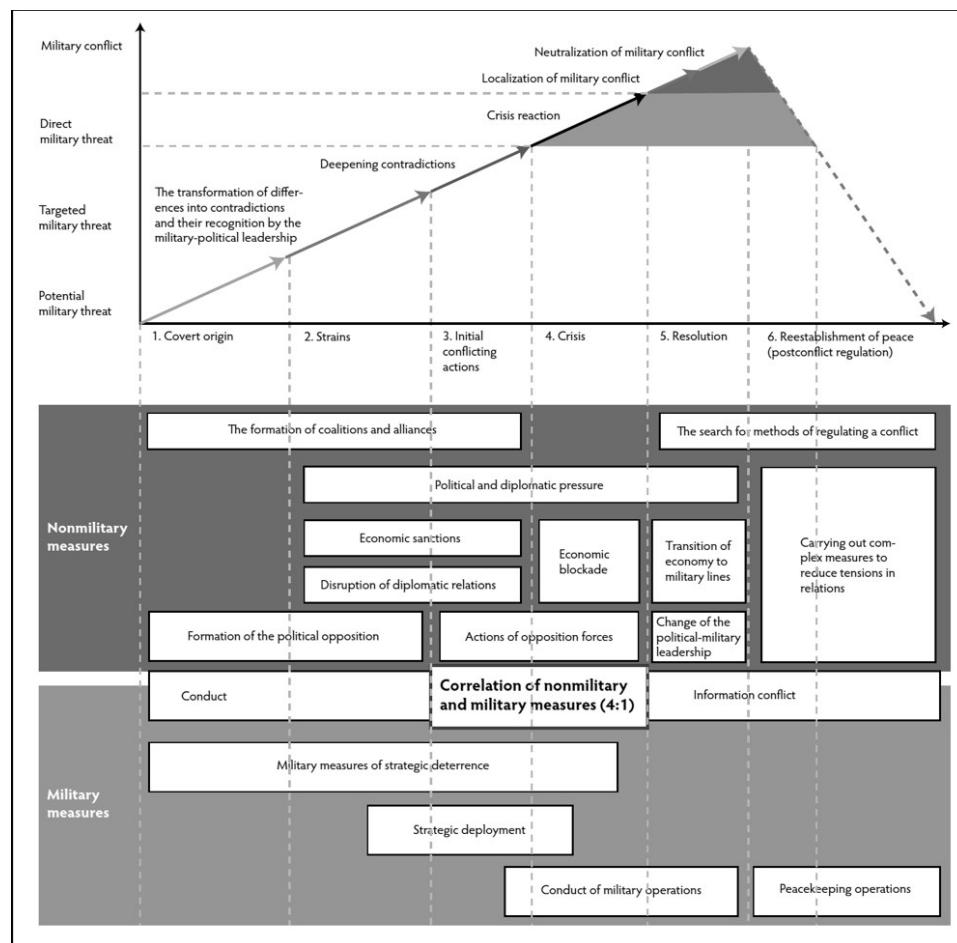 Military conflict
Neutralization of military conflict
Localization of military conflict
Crisis reaction
Direct
military threat
Deepening contradictions
The transformation of differ-
ences into contradictions
and their recognition by the
military-political leadership
Targeted
military threat
Potential
military threat
1. Covert origin
2. Strains
3. Initial
conflicting
actions
4. Crisis
5. Resolution
6. Reestablishment of peace
(postconflict regulation)
Nonmilitary
measures
The formation of coalitions and alliances
The search for methods of regulating a conflict
Political and diplomatic pressure
Economic sanctions
Economic
blockade
Transition of
economy to
military lines
Carrying out com-
plex measures to
reduce tensions in
relations
Disruption of diplomatic relations
Formation of the political opposition
Actions of opposition forces
Change of the
political-military
leadership
Conduct
Correlation of nonmilitary
and military measures (4:1)
Information conflict
Military
measures
Military measures of strategic deterrence
Strategic deployment
Conduct of military operations
Peacekeeping operations